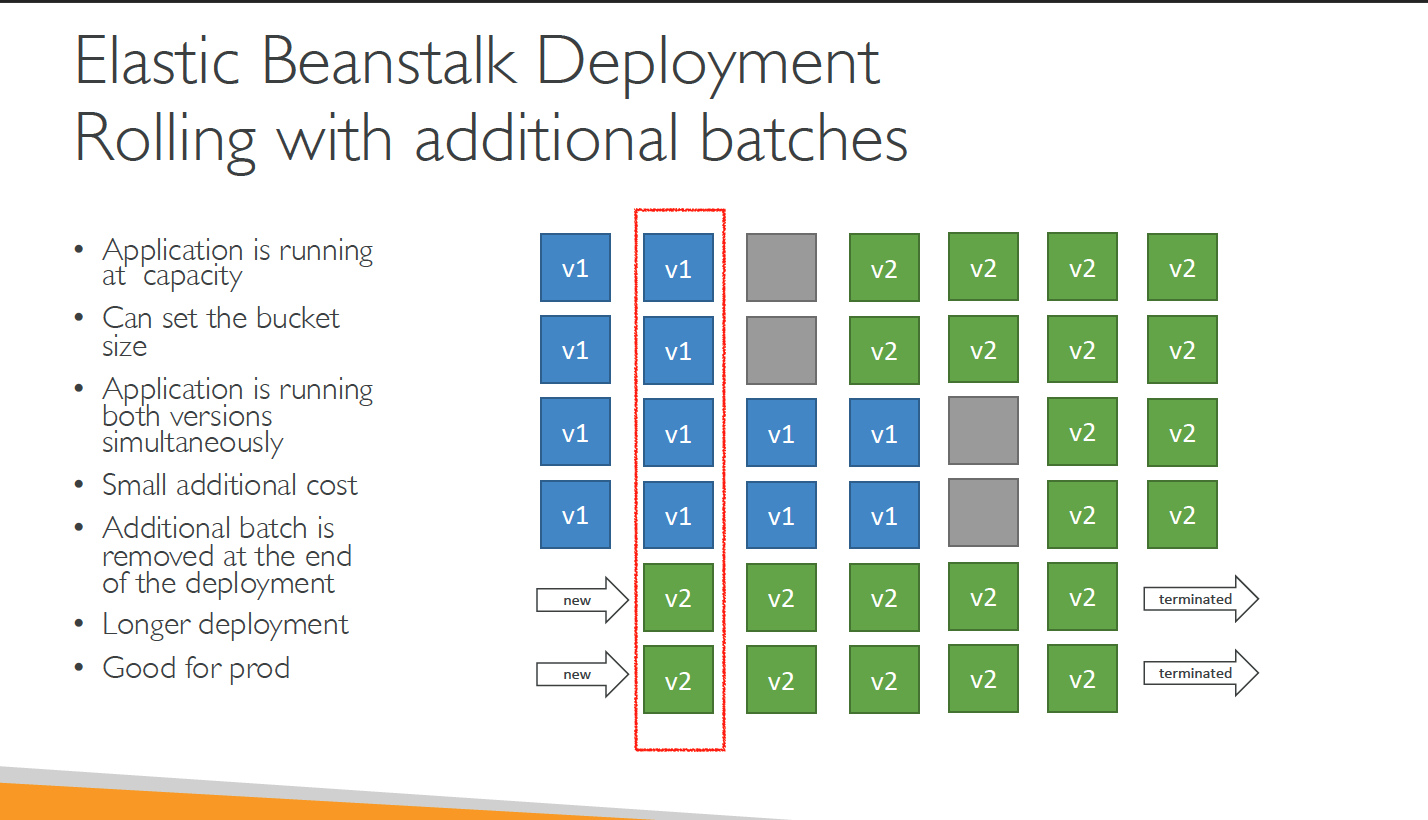 Elastic Beanstalk Deployment
Rolling with additional batches
• Application is running
at  capacity
• Can set the bucket
size
• Application is running
both versions
simultaneously
• Small additional cost
• Additional batch is
removed at the end
of the deployment
• Longer deployment
• Good for prod
v1 v1 v2 v2 v2 v2
v1 v1 v2 v2 v2 v2
v1 v1 v1 v1 v2 v2
v1 v1 v1 v1 v2 v2
new v2 v2 v2 v2 v2 terminated
new v2 v2 v2 v2 v2 terminated